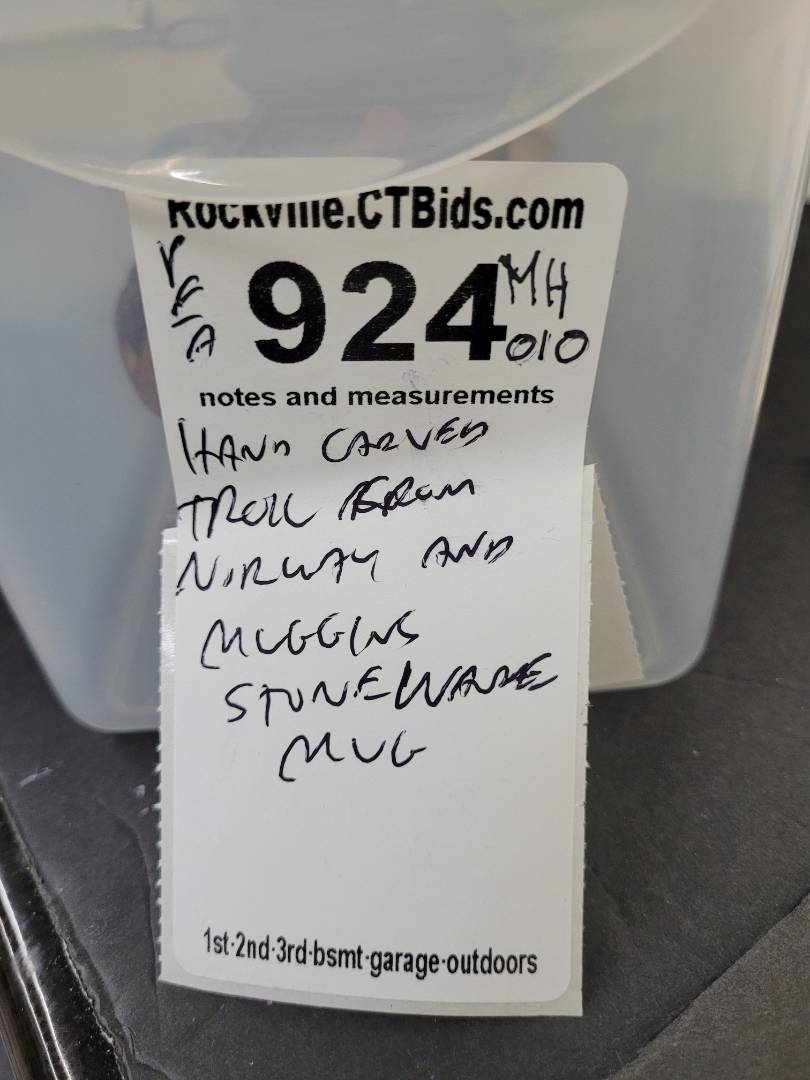 Rockville.CTBids.com
924
MH
010
notes and measurements
HAND CARVED
TROLL FROM
NORWAY AND
MUGGINS
STONEWARE
MUG
1st·2nd·3rd·bsmt·garage·outdoors